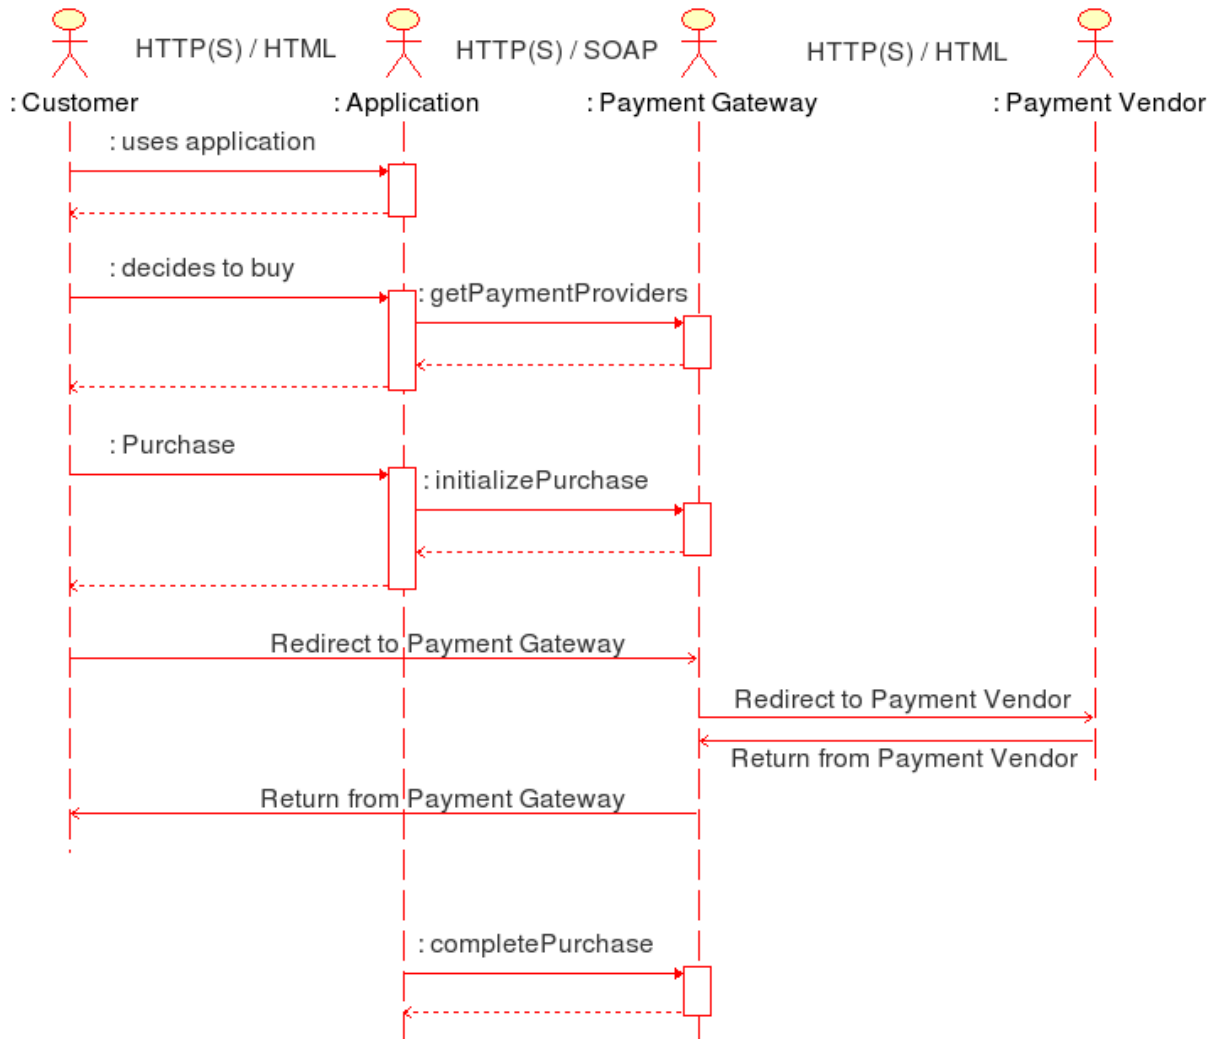 HTTP(S) / HTML
HTTP(S) / SOAP
HTTP(S) / HTML
: Customer
: Application
: Payment Gateway
: Payment Vendor
: uses application
: decides to buy
: getPaymentProviders
: Purchase
: initializePurchase
Redirect to Payment Gateway
Redirect to Payment Vendor
Return from Payment Vendor
Return from Payment Gateway
: completePurchase